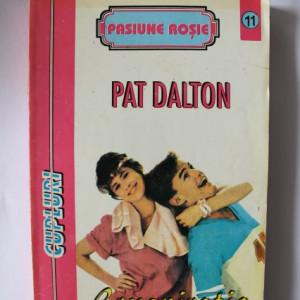 PASIUNE ROȘIE
11
PAT DALTON
CUPLURI